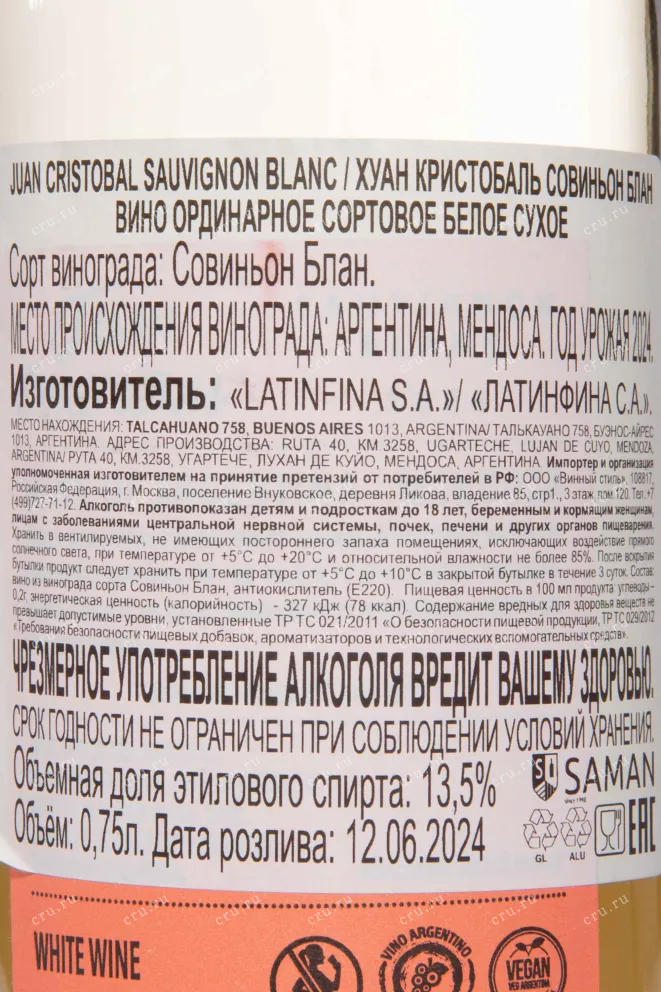 JUAN CRISTOBAL SAUVIGNON BLANC / ХУАН КРИСТОБАЛЬ СОВИНЬОН БЛАН
ВИНО ОРДИНАРНОЕ СОРТОВОЕ БЕЛОЕ СУХОЕ
Сорт винограда: Совиньон Блан.
МЕСТО ПРОИСХОЖДЕНИЯ ВИНОГРАДА: АРГЕНТИНА, МЕНДОСА. ГОД УРОЖАЯ 2024.
Изготовитель: «LATINFINA S.A.»/ «ЛАТИНФИНА С.А.».
МЕСТО НАХОЖДЕНИЯ: TALCAHUANO 758, BUENOS AIRES 1013, ARGENTINA/ ТАЛЬКАУАНО 758, БУЭНОС-АЙРЕС
1013, АРГЕНТИНА. АДРЕС ПРОИЗВОДСТВА: RUTA 40, KM.3258, UGARTECHE, LUJAN DE CUYO, MENDOZA,
ARGENTINA/ РУТА 40, КМ.3258, УГАРТЕЧЕ, ЛУХАН ДЕ КУЙО, МЕНДОСА, АРГЕНТИНА. Импортер и организация
уполномоченная изготовителем на принятие претензий от потребителей в РФ: ООО «Винный стиль», 108817,
Российская Федерация, г. Москва, поселение Внуковское, деревня Ликова, владение 85, стр1., 3 этаж, пом.120. Тел. +7
(499)727-71-12. Алкоголь противопоказан детям и подросткам до 18 лет, беременным и кормящим женщинам,
лицам с заболеваниями центральной нервной системы, почек, печени и других органов пищеварения.
Хранить в вентилируемых, не имеющих постороннего запаха помещениях, исключающих воздействие прямого
солнечного света, при температуре от +5°С до +20°С и относительной влажности не более 85%. После вскрытия
бутылки продукт следует хранить при температуре от +5°С до +10°С в закрытой бутылке в течение 3 суток. Состав:
вино из винограда сорта Совиньон Блан, антиокислитель (Е220). Пищевая ценность в 100 мл продукта: углеводы –
0,2г, энергетическая ценность (калорийность) - 327 кДж (78 ккал). Содержание вредных для здоровья веществ не
превышает допустимые уровни, установленные ТР ТС 021/2011 «О безопасности пищевой продукции, ТР ТС 029/2012
«Требования безопасности пищевых добавок, ароматизаторов и технологических вспомогательных средств».
ЧРЕЗМЕРНОЕ УПОТРЕБЛЕНИЕ АЛКОГОЛЯ ВРЕДИТ ВАШЕМУ ЗДОРОВЬЮ.
СРОК ГОДНОСТИ НЕ ОГРАНИЧЕН ПРИ СОБЛЮДЕНИИ УСЛОВИЙ ХРАНЕНИЯ.
Объемная доля этилового спирта: 13,5%
SAMAN
Объём: 0,75л. Дата розлива: 12.06.2024
GL
ALU
EAC
WHITE WINE
VINO ARGENTINO
VEGAN
VEG ARGENTINA